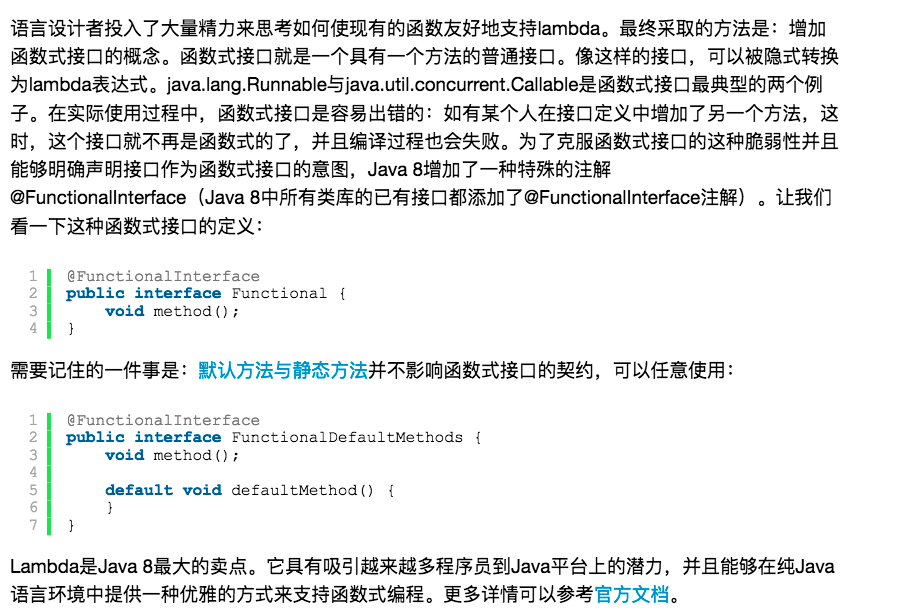 语言设计者投入了大量精力来思考如何使现有的函数友好地支持lambda。最终采取的方法是：增加
函数式接口的概念。函数式接口就是一个具有一个方法的普通接口。像这样的接口，可以被隐式转换
为lambda表达式。java.lang.Runnable与java.util.concurrent.Callable是函数式接口最典型的两个例
子。在实际使用过程中，函数式接口是容易出错的：如有某个人在接口定义中增加了另一个方法，这
时，这个接口就不再是函数式的了，并且编译过程也会失败。为了克服函数式接口的这种脆弱性并且
能够明确声明接口作为函数式接口的意图，Java 8增加了一种特殊的注解
@FunctionalInterface（Java 8中所有类库的已有接口都添加了@FunctionalInterface注解）。让我们
看一下这种函数式接口的定义：
1 @FunctionalInterface
2 public interface Functional {
3     void method();
4 }
需要记住的一件事是：默认方法与静态方法并不影响函数式接口的契约，可以任意使用：
1 @FunctionalInterface
2 public interface FunctionalDefaultMethods {
3     void method();
4
5     default void defaultMethod() {
6     }
7 }
Lambda是Java 8最大的卖点。它具有吸引越来越多程序员到Java平台上的潜力，并且能够在纯Java
语言环境中提供一种优雅的方式来支持函数式编程。更多详情可以参考官方文档。